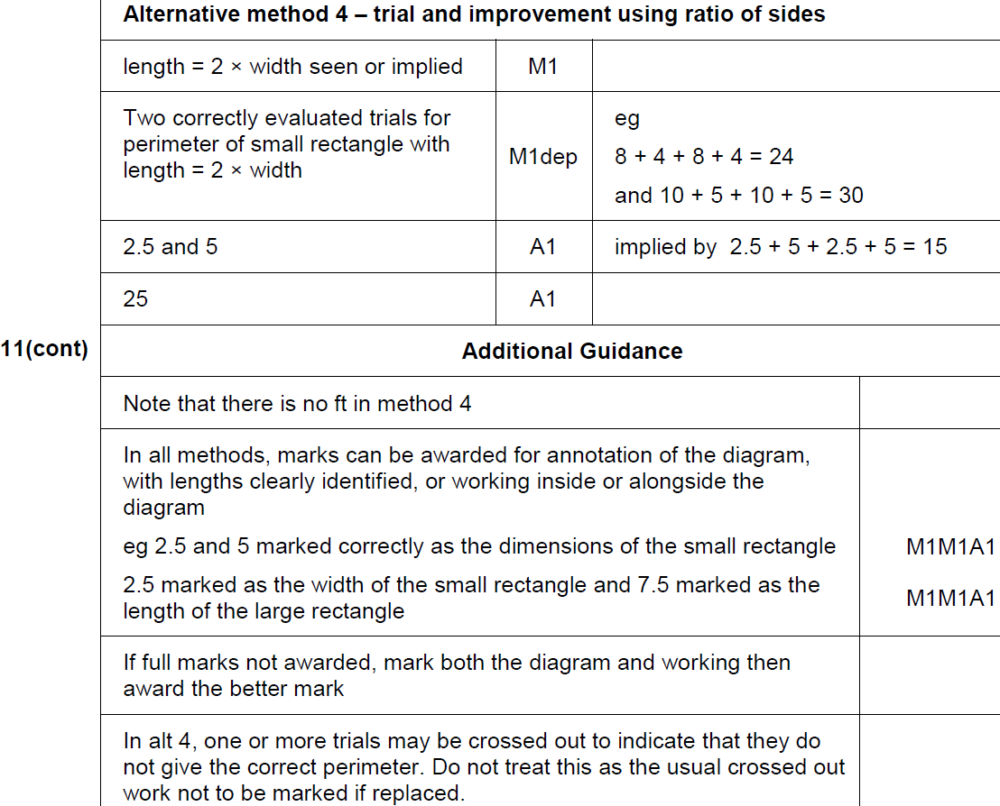 Alternative method 4 – trial and improvement using ratio of sides
length = 2 × width seen or implied
M1
Two correctly evaluated trials for
perimeter of small rectangle with
length = 2 × width
M1dep
eg
8 + 4 + 8 + 4 = 24
and 10 + 5 + 10 + 5 = 30
2.5 and 5
A1
implied by 2.5 + 5 + 2.5 + 5 = 15
25
A1
11(cont)
Additional Guidance
Note that there is no ft in method 4
In all methods, marks can be awarded for annotation of the diagram,
with lengths clearly identified, or working inside or alongside the
diagram
eg 2.5 and 5 marked correctly as the dimensions of the small rectangle
M1M1A1
2.5 marked as the width of the small rectangle and 7.5 marked as the
length of the large rectangle
M1M1A1
If full marks not awarded, mark both the diagram and working then
award the better mark
In alt 4, one or more trials may be crossed out to indicate that they do
not give the correct perimeter. Do not treat this as the usual crossed out
work not to be marked if replaced.